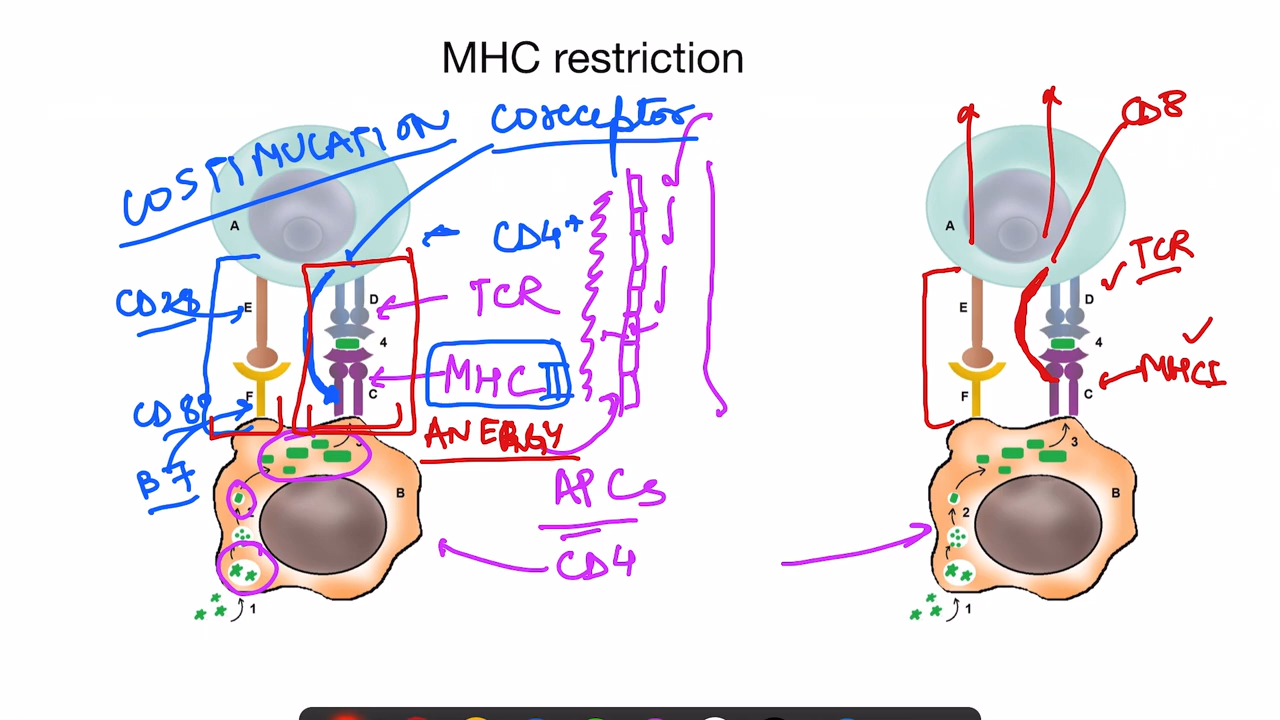 MHC restriction
COSTIMULATION
coreceptor
CD8
A
CD4+
A
TCR
CD28
E
D
TCR
E
D
4
4
MHC II
MHC I
F
C
F
C
ANERGY
3
B7
APCs
B
B
2
2
CD4
1
1